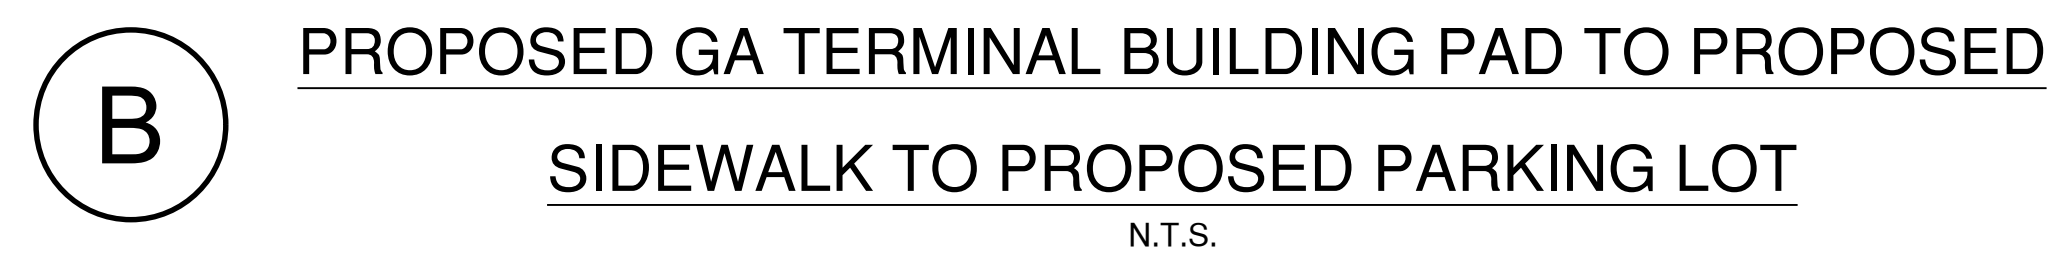 B
PROPOSED GA TERMINAL BUILDING PAD TO PROPOSED
SIDEWALK TO PROPOSED PARKING LOT
N.T.S.